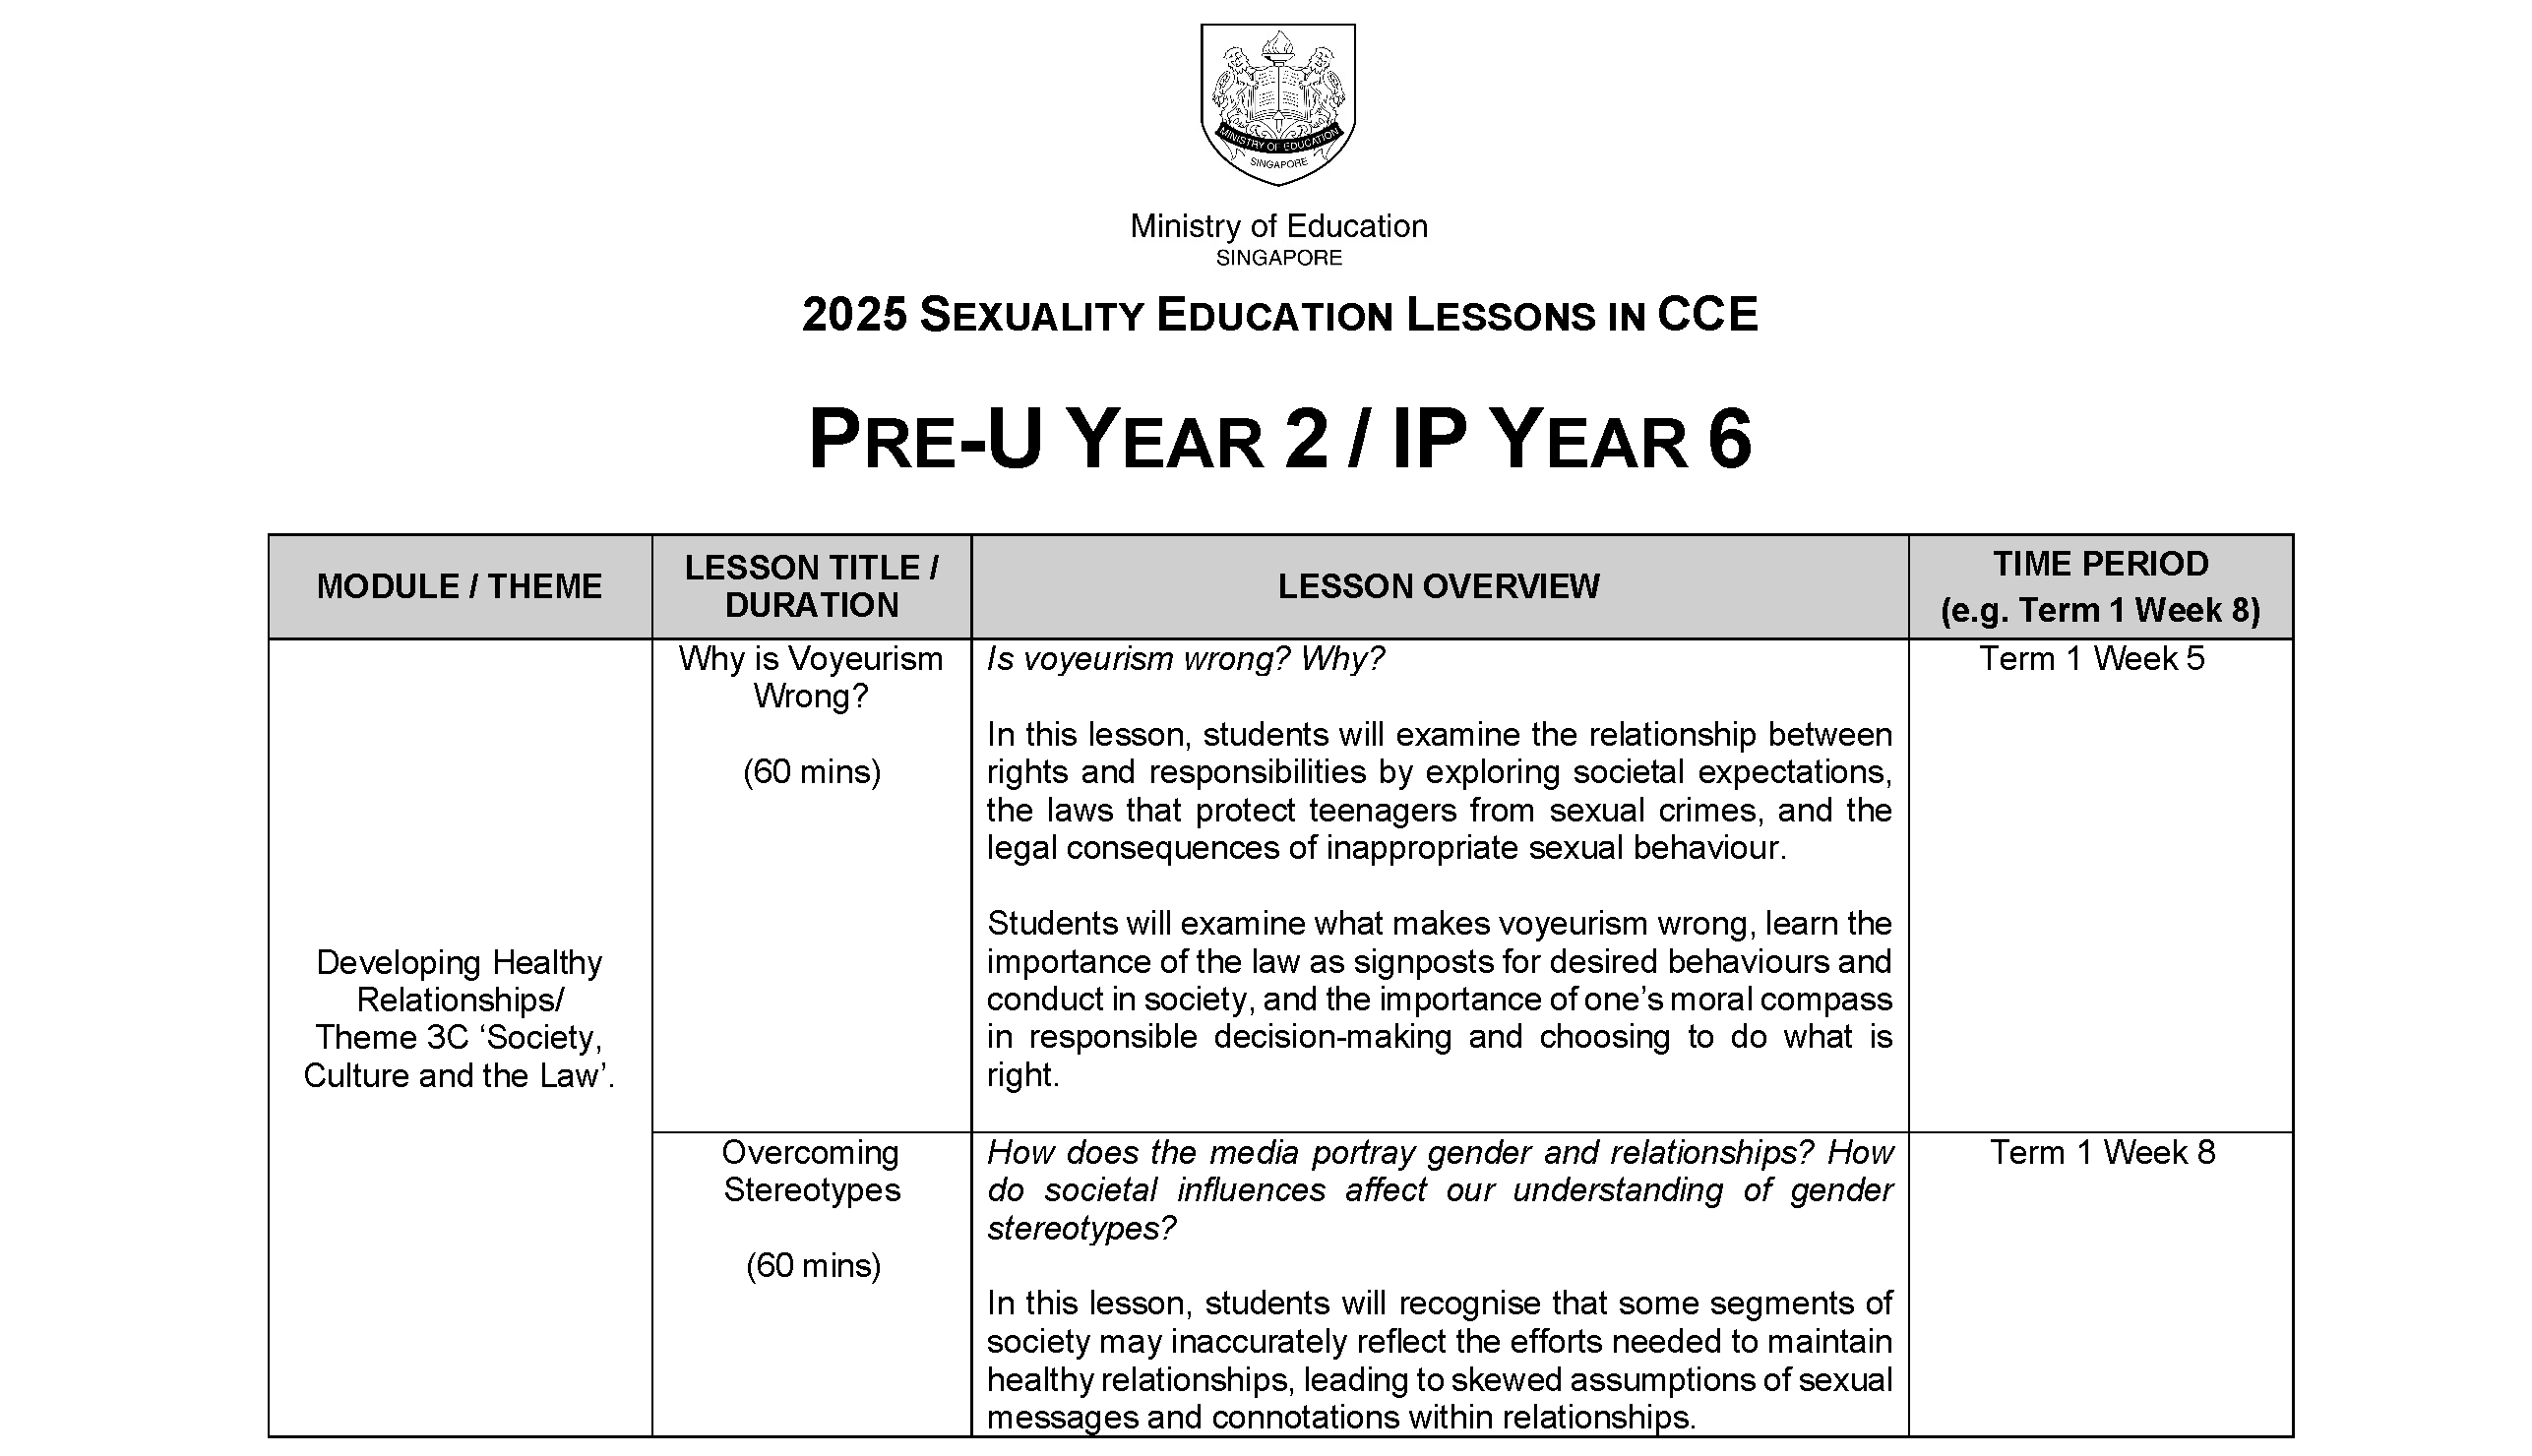 MINISTRY OF EDUCATION
SINGAPORE
Ministry of Education
SINGAPORE
2025 SEXUALITY EDUCATION LESSONS IN CCE
PRE-U YEAR 2 / IP YEAR 6
MODULE / THEME
LESSON TITLE /
DURATION
LESSON OVERVIEW
TIME PERIOD
(e.g. Term 1 Week 8)
Developing Healthy
Relationships/
Theme 3C ‘Society,
Culture and the Law’.
Why is Voyeurism
Wrong?
(60 mins)
Is voyeurism wrong? Why?
In this lesson, students will examine the relationship between
rights and responsibilities by exploring societal expectations,
the laws that protect teenagers from sexual crimes, and the
legal consequences of inappropriate sexual behaviour.
Students will examine what makes voyeurism wrong, learn the
importance of the law as signposts for desired behaviours and
conduct in society, and the importance of one’s moral compass
in responsible decision-making and choosing to do what is
right.
Term 1 Week 5
Overcoming
Stereotypes
(60 mins)
How does the media portray gender and relationships? How
do societal influences affect our understanding of gender
stereotypes?
In this lesson, students will recognise that some segments of
society may inaccurately reflect the efforts needed to maintain
healthy relationships, leading to skewed assumptions of sexual
messages and connotations within relationships.
Term 1 Week 8